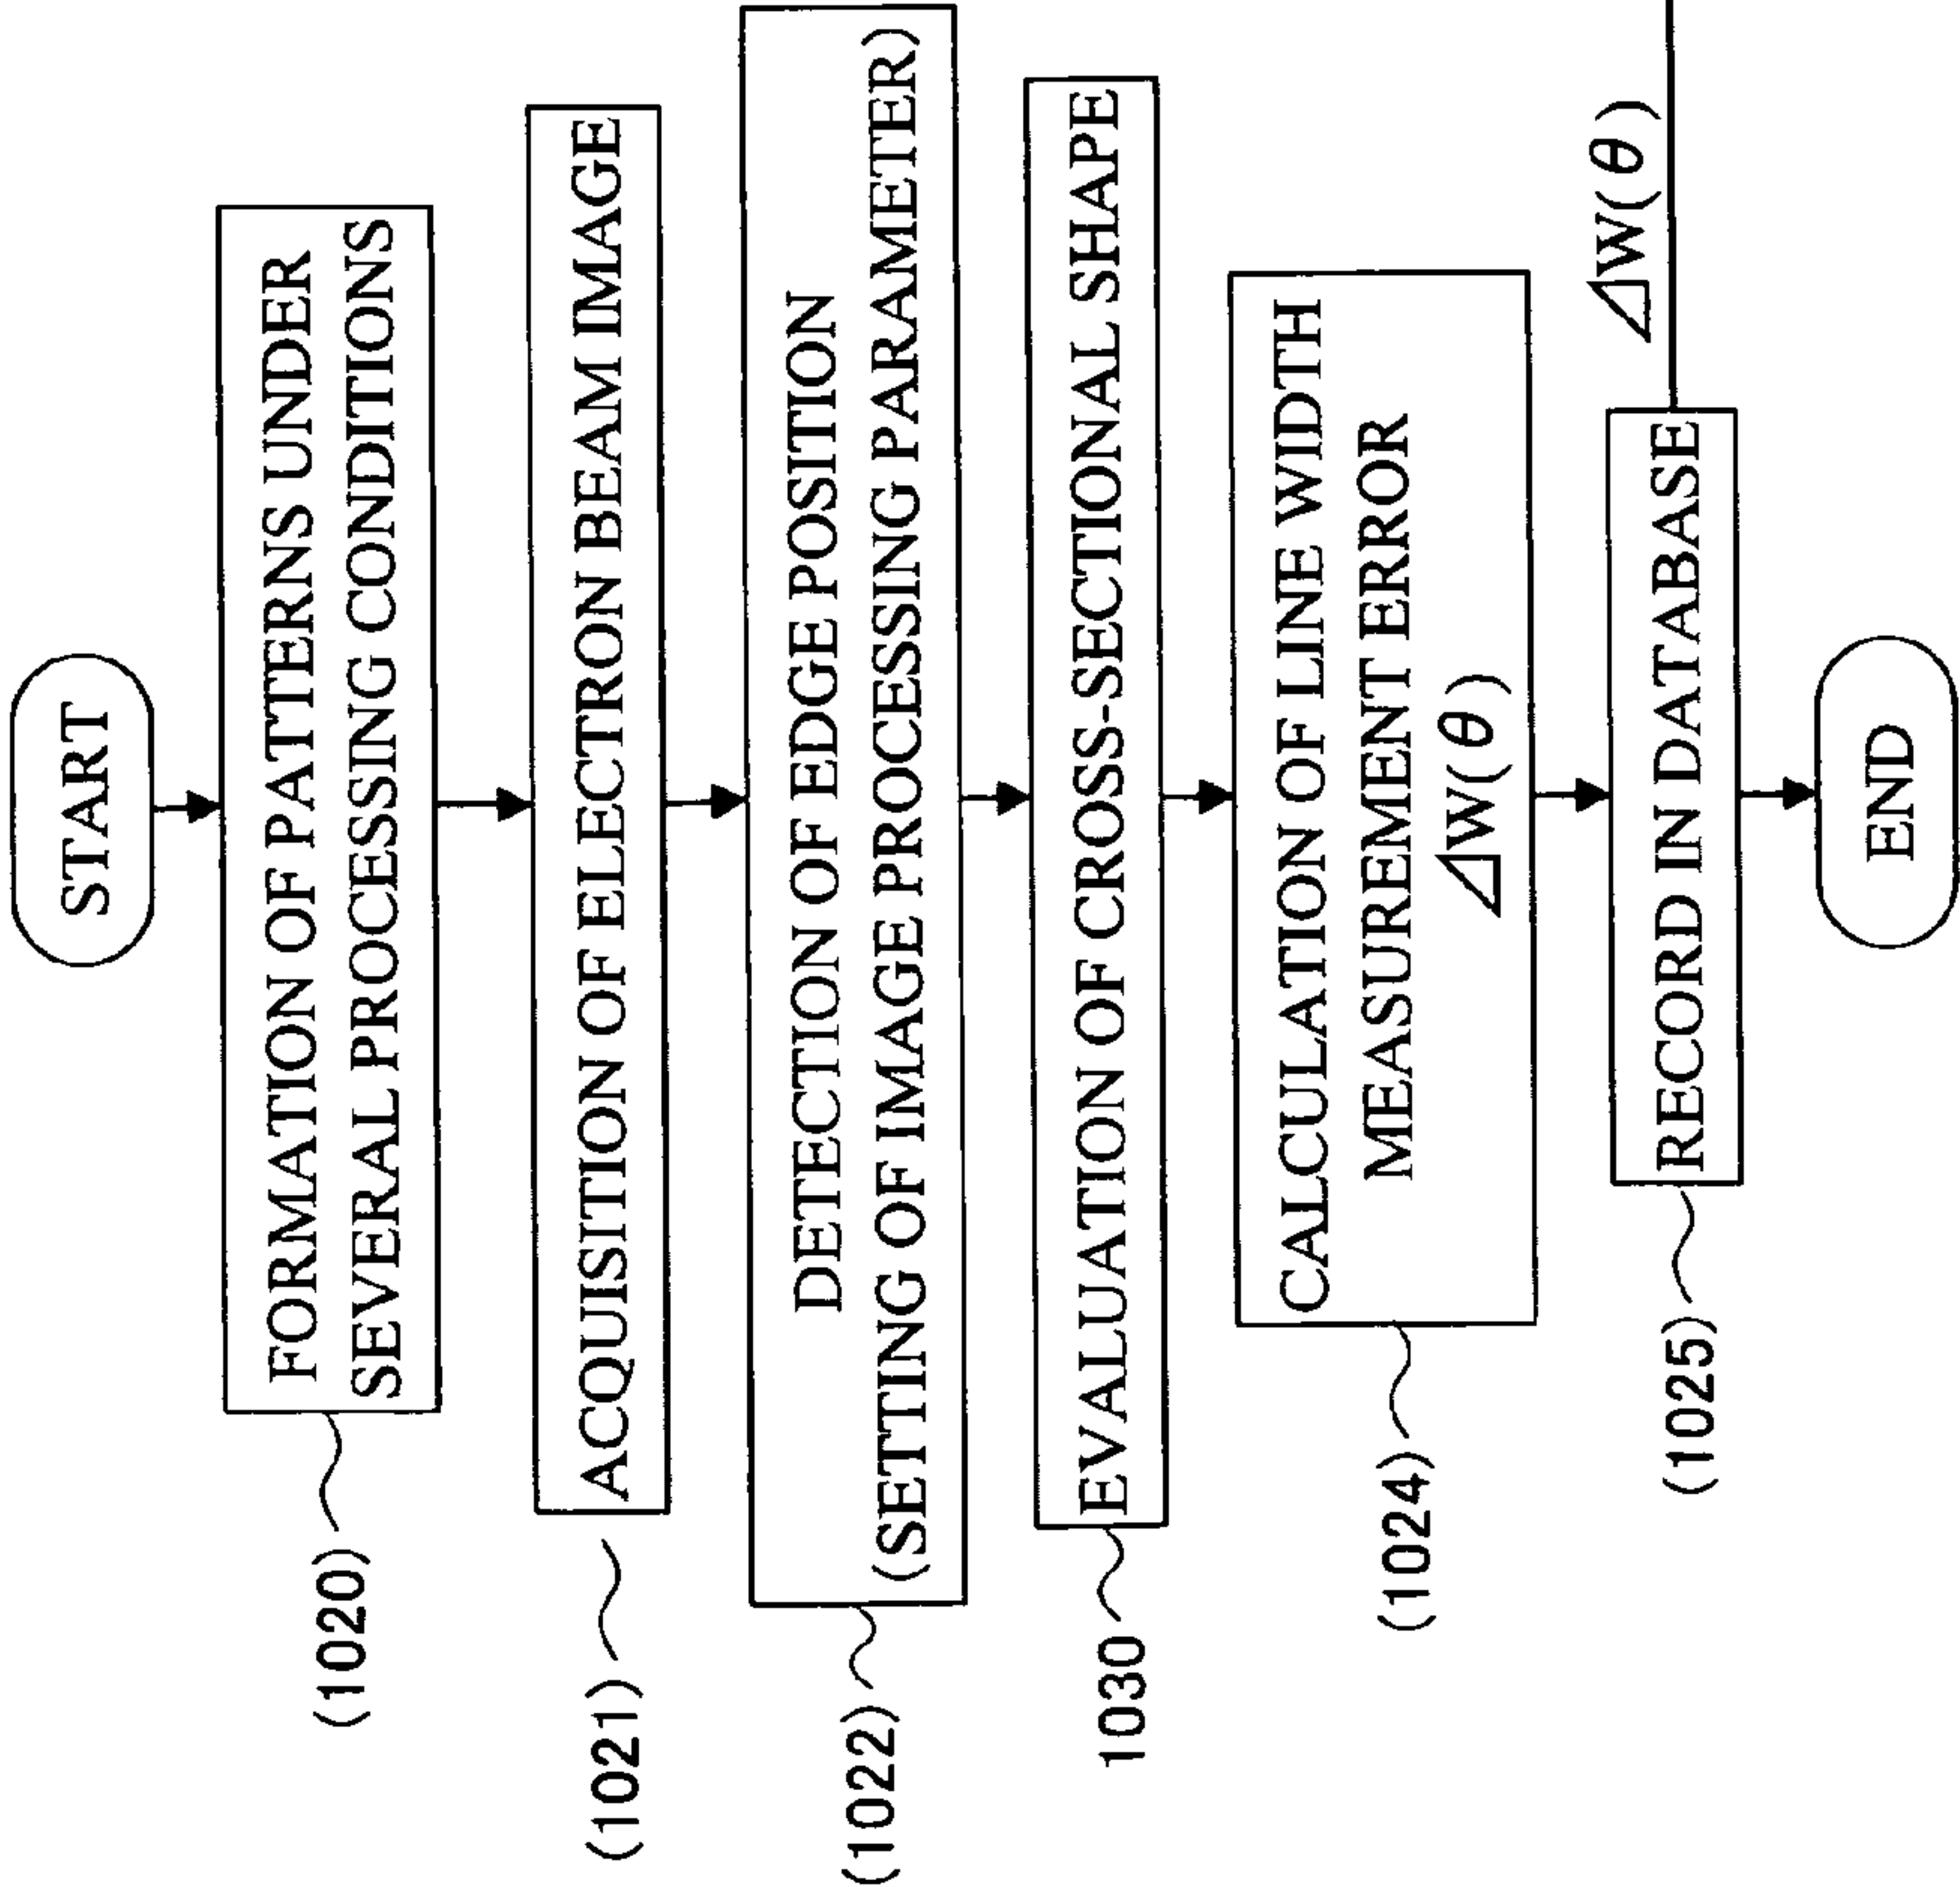 START
FORMATION OF PATTERNS UNDER
SEVERAL PROCESSING CONDITIONS
(1020)
ACQUISITION OF ELECTRON BEAM IMAGE
(1021)
DETECTION OF EDGE POSITION
(SETTING OF IMAGE PROCESSING PARAMETER)
(1022)
EVALUATION OF CROSS-SECTIONAL SHAPE
1030
CALCULATION OF LINE WIDTH
MEASUREMENT ERROR
ΔW(θ)
(1024)
RECORD IN DATABASE
(1025)
ΔW(θ)
END